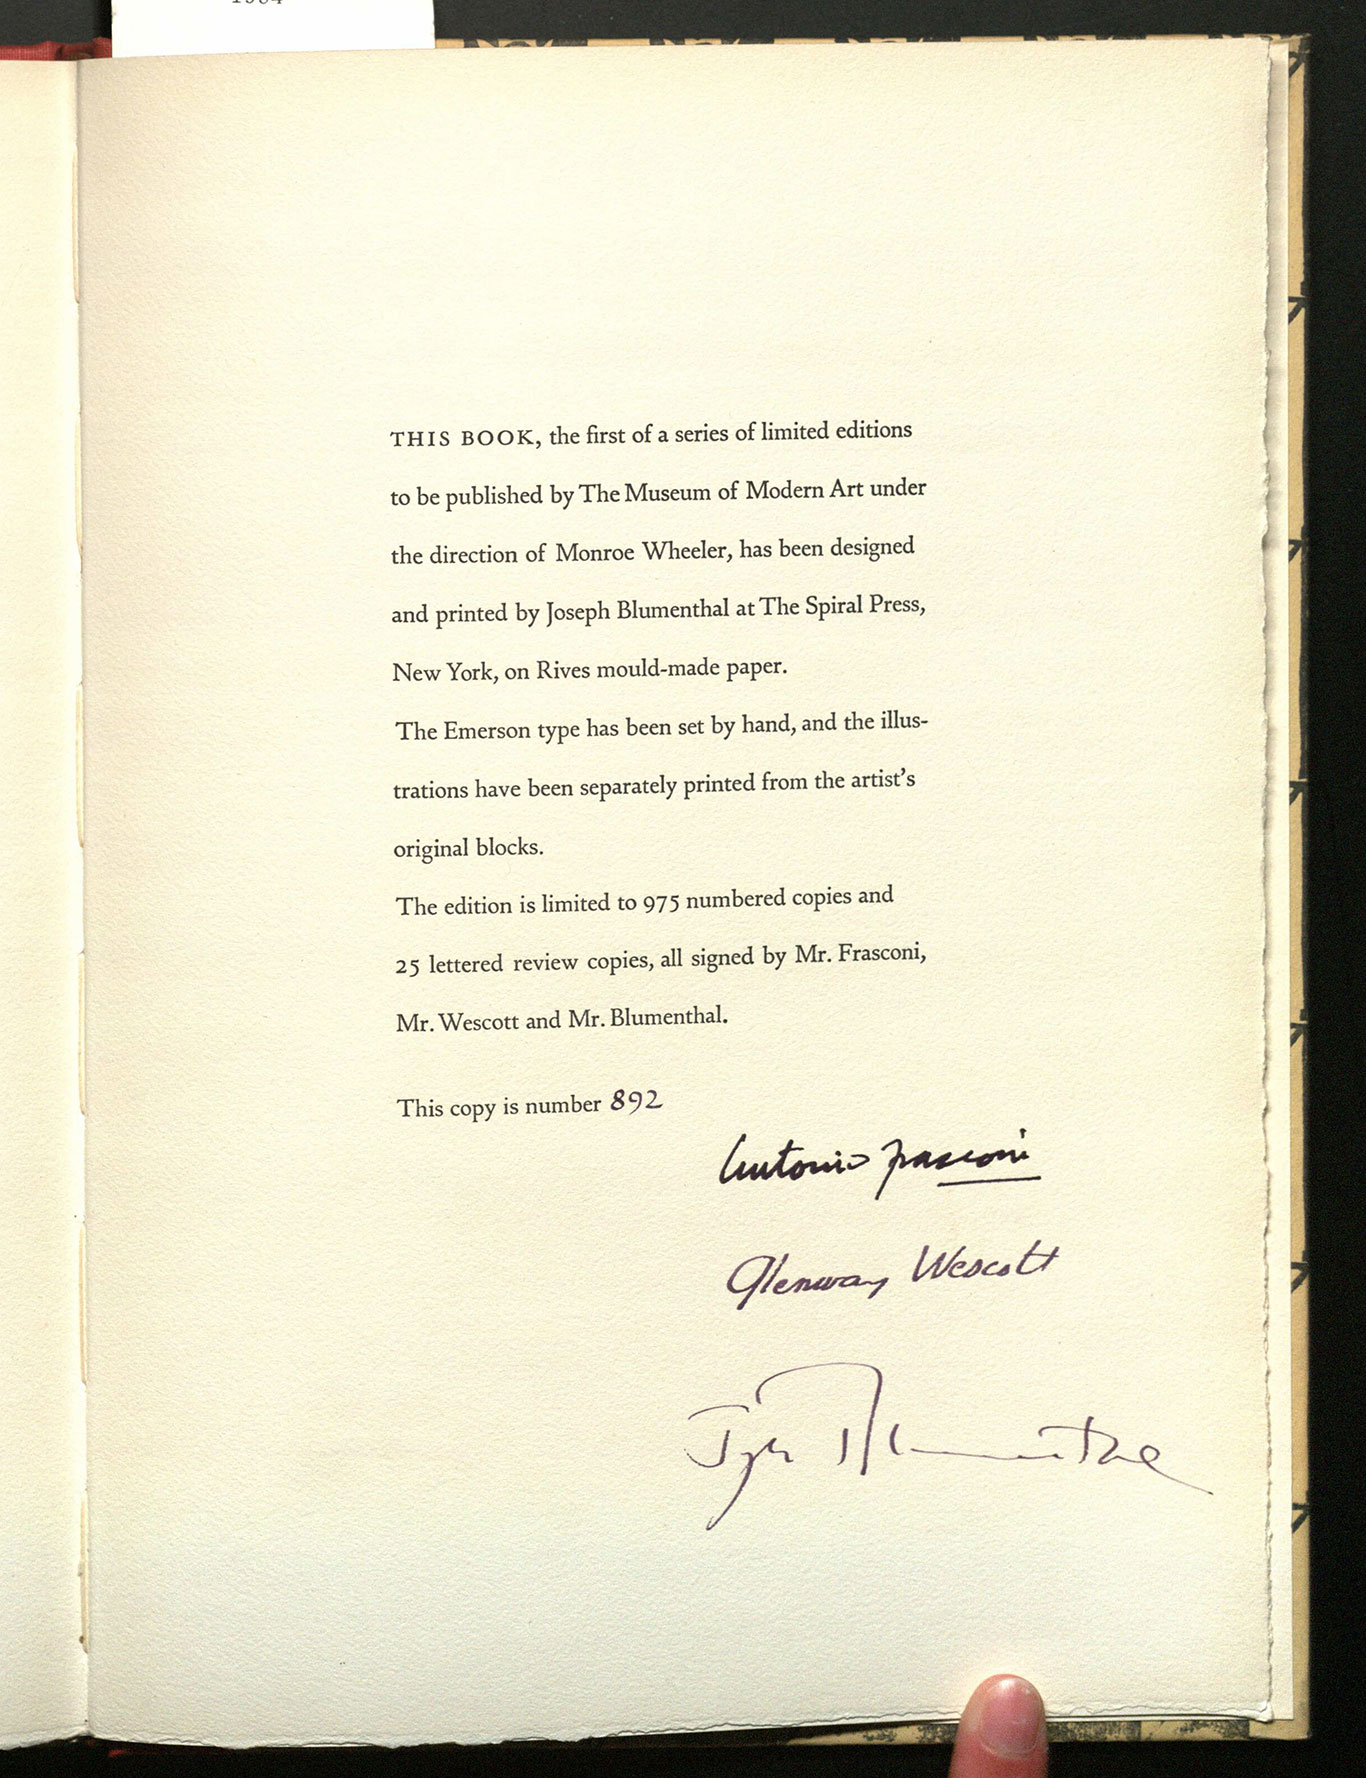 THIS BOOK, the first of a series of limited editions
to be published by The Museum of Modern Art under
the direction of Monroe Wheeler, has been designed
and printed by Joseph Blumenthal at The Spiral Press,
New York, on Rives mould-made paper.
The Emerson type has been set by hand, and the illus-
trations have been separately printed from the artist's
original blocks.
The edition is limited to 975 numbered copies and
25 lettered review copies, all signed by Mr. Frasconi,
Mr. Wescott and Mr. Blumenthal.
This copy is number 892
Antonio Frasconi
Glenway Wescott
Joseph Blumenthal